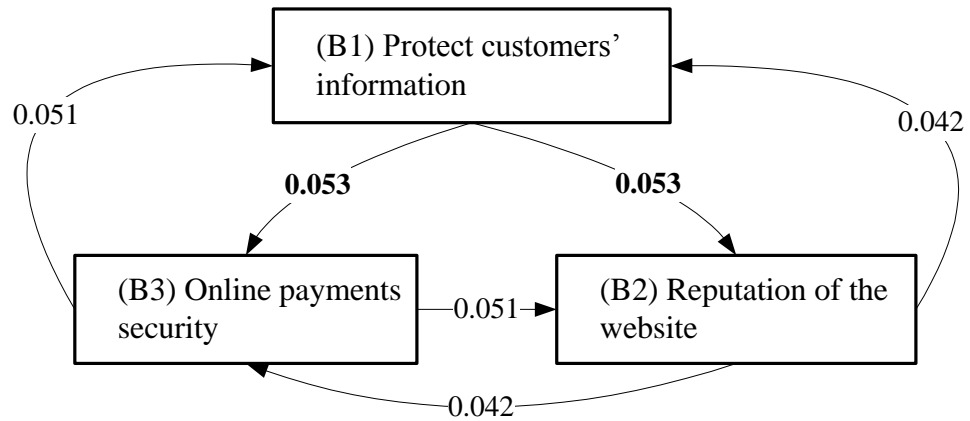 (B1) Protect customers’
information
0.051
0.042
0.053
0.053
(B3) Online payments
security
0.051
(B2) Reputation of the
website
0.042